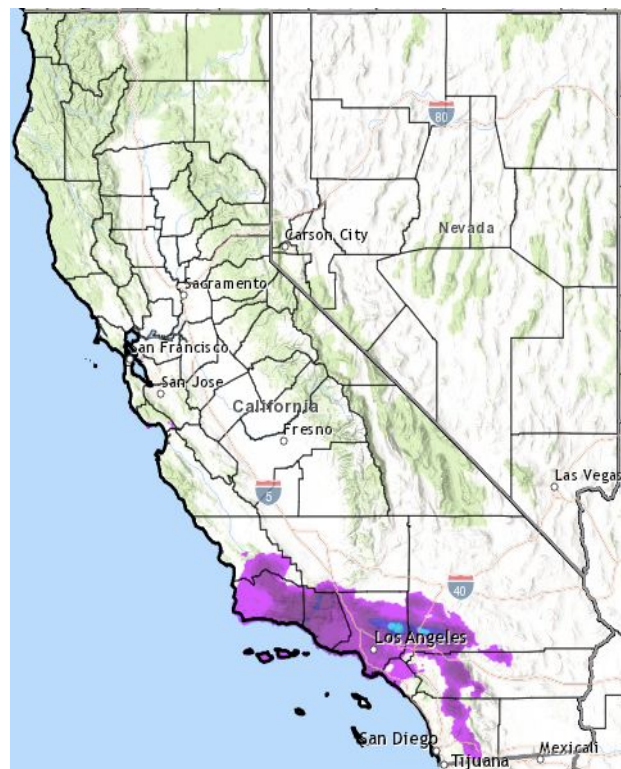 80
Nevada
Carson City
Sacramento
San Francisco
San Jose
California
Fresno
Las Vegas
5
40
Los Angeles
San Diego
Tijuana
Mexicali